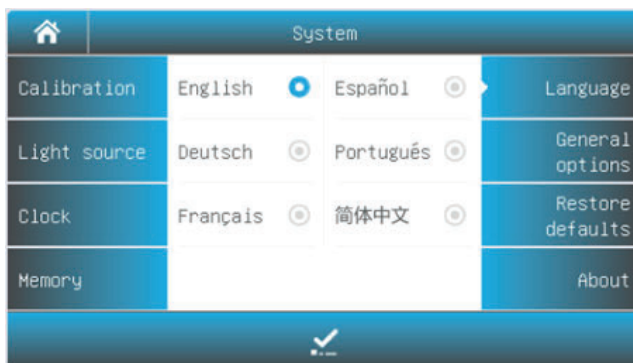 System
Calibration
Light source
Clock
Memory
English
Español
Deutsch
Português
Français
简体中文
Language
General
options
Restore
defaults
About